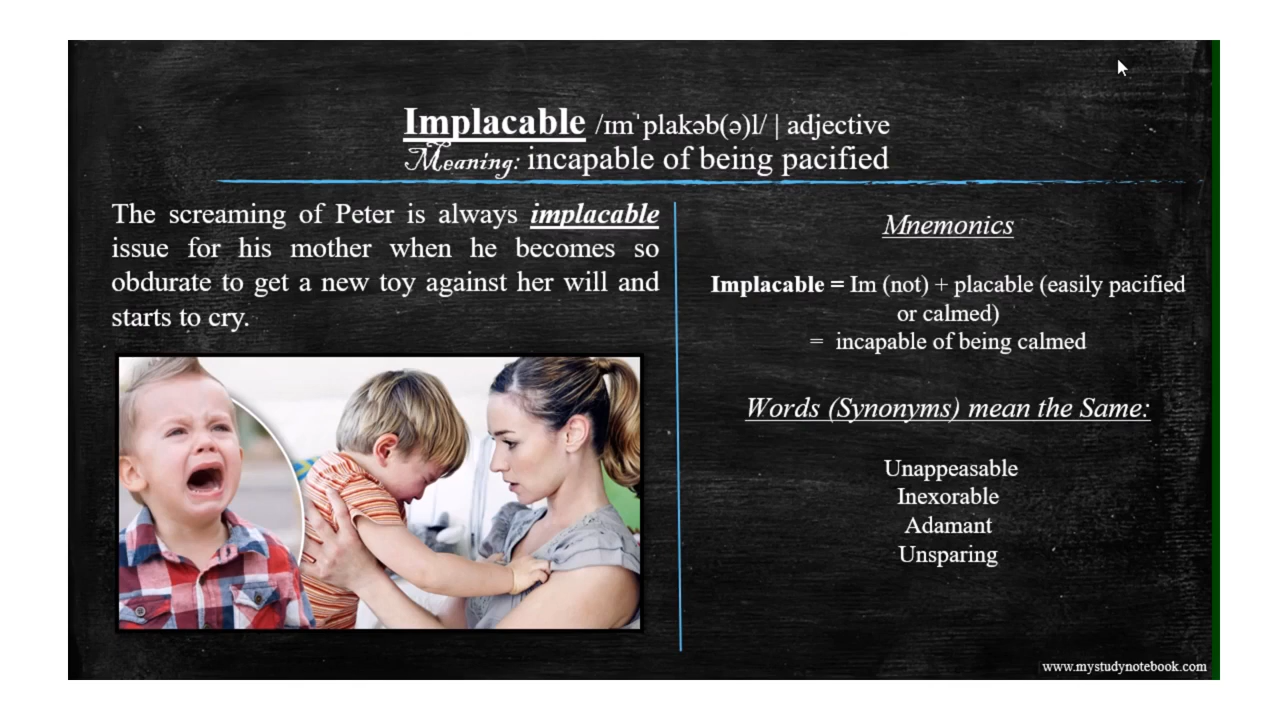 Implacable /ɪmˈplakəb(ə)l/ | adjective
Meaning: incapable of being pacified
The screaming of Peter is always implacable
issue for his mother when he becomes so
obdurate to get a new toy against her will and
starts to cry.
Mnemonics
Implacable = Im (not) + placable (easily pacified
or calmed)
= incapable of being calmed
Words (Synonyms) mean the Same:
Unappeasable
Inexorable
Adamant
Unsparing
www.mystudynotebook.com